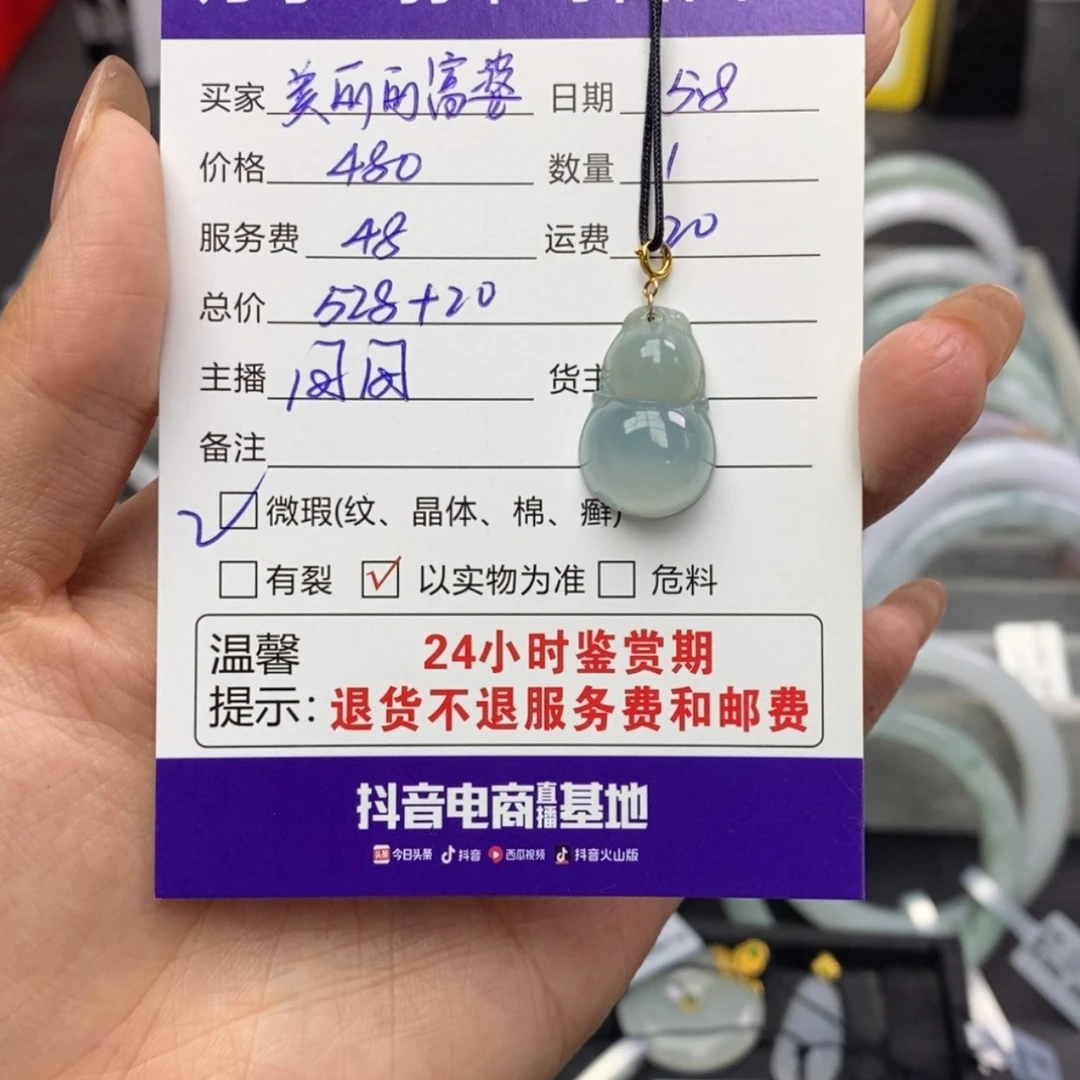 买家 美丽的富婆 日期 5.8
价格 480 数量 1
服务费 48 运费 20
总价 528+20
主播 团团 货主
备注
微瑕(纹、晶体、棉、癣)
有裂 以实物为准 危料
温馨提示: 24小时鉴赏期
退货不退服务费和邮费
抖音电商直播基地
头条 今日头条 抖音 西瓜视频 抖音火山版